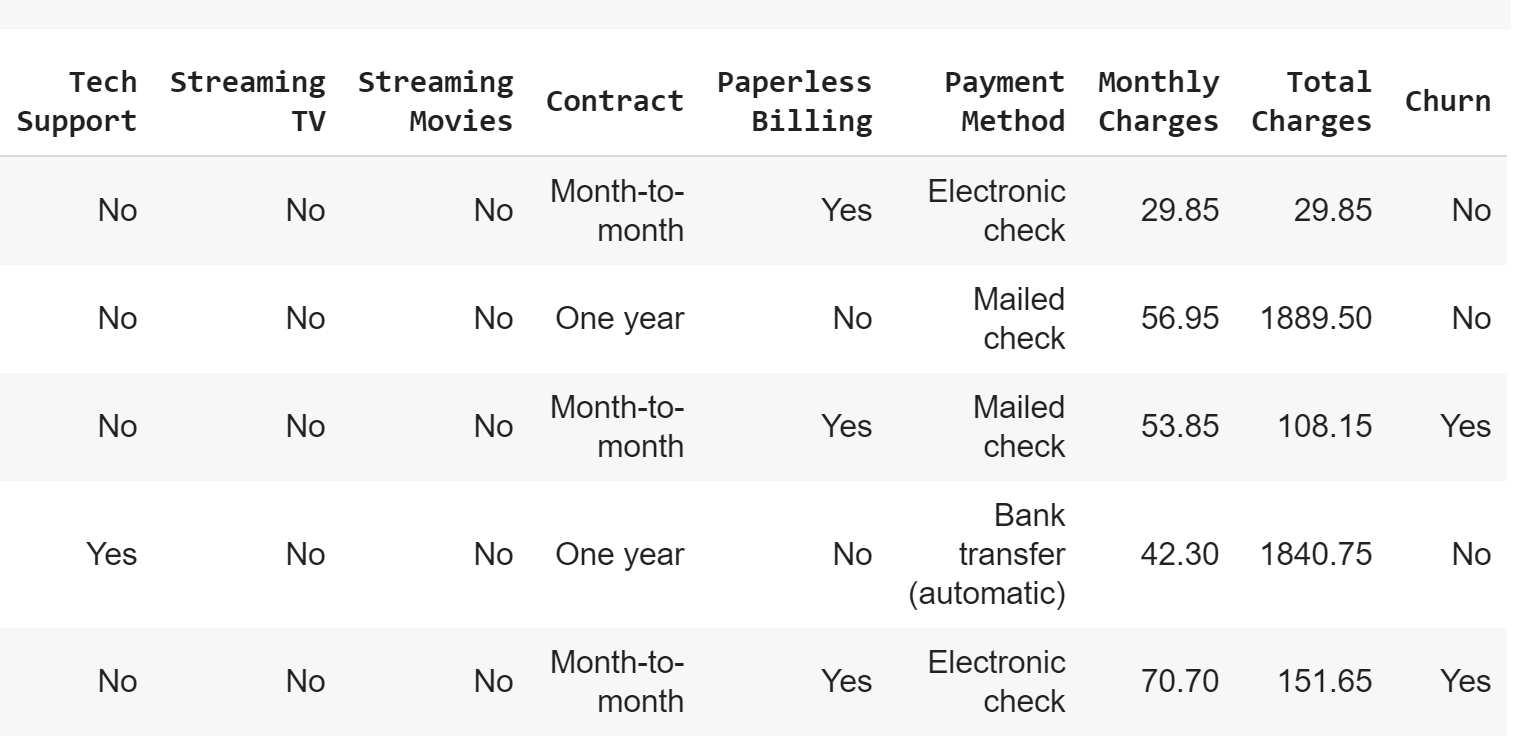 Tech Support Streaming TV Streaming Movies Contract Paperless Billing Payment Method Monthly Charges Total Charges Churn
No No No Month-to-month Yes Electronic check 29.85 29.85 No
No No No One year No Mailed check 56.95 1889.50 No
No No No Month-to-month Yes Mailed check 53.85 108.15 Yes
Yes No No One year No Bank transfer (automatic) 42.30 1840.75 No
No No No Month-to-month Yes Electronic check 70.70 151.65 Yes